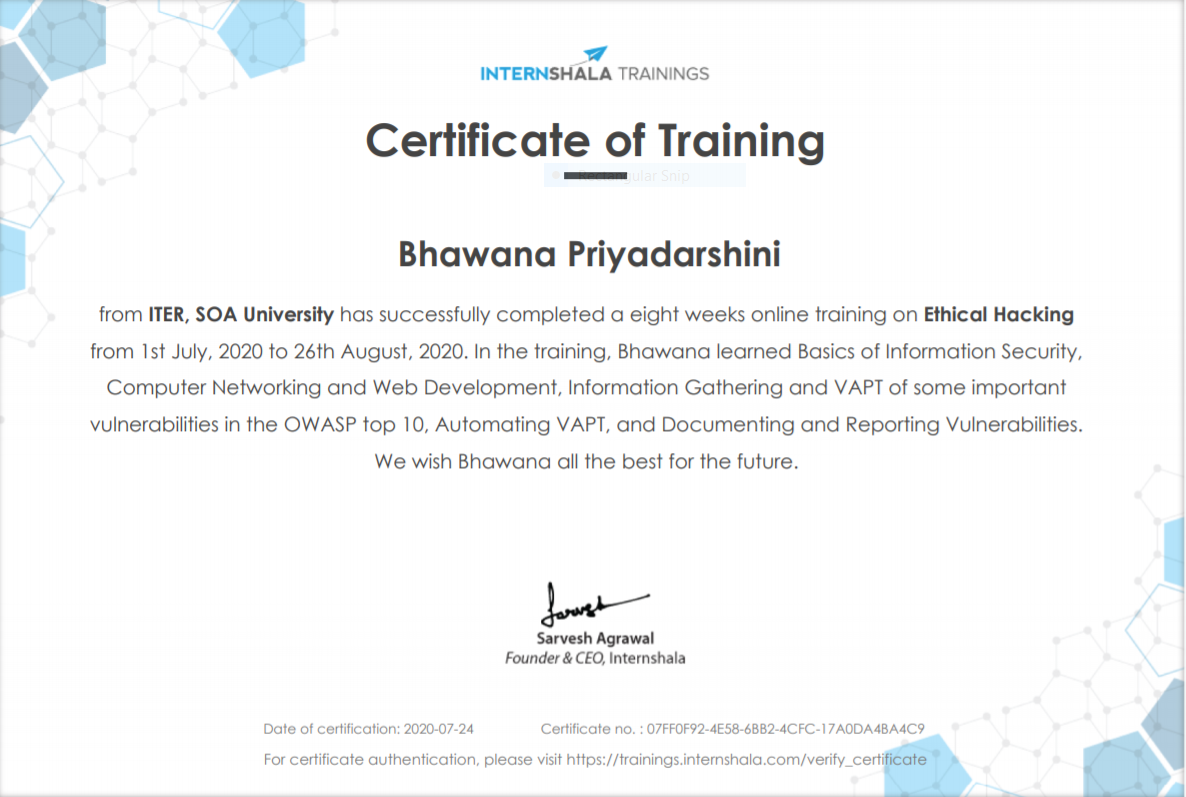 INTERNSHALA TRAININGS
Certificate of Training
Rectangular Snip
Bhawana Priyadarshini
from ITER, SOA University has successfully completed a eight weeks online training on Ethical Hacking
from 1st July, 2020 to 26th August, 2020. In the training, Bhawana learned Basics of Information Security,
Computer Networking and Web Development, Information Gathering and VAPT of some important
vulnerabilities in the OWASP top 10, Automating VAPT, and Documenting and Reporting Vulnerabilities.
We wish Bhawana all the best for the future.
Sarvesh
Sarvesh Agrawal
Founder & CEO, Internshala
Date of certification: 2020-07-24 Certificate no. : 07FF0F92-4E58-6BB2-4CFC-17A0DA4BA4C9
For certificate authentication, please visit https://trainings.internshala.com/verify_certificate